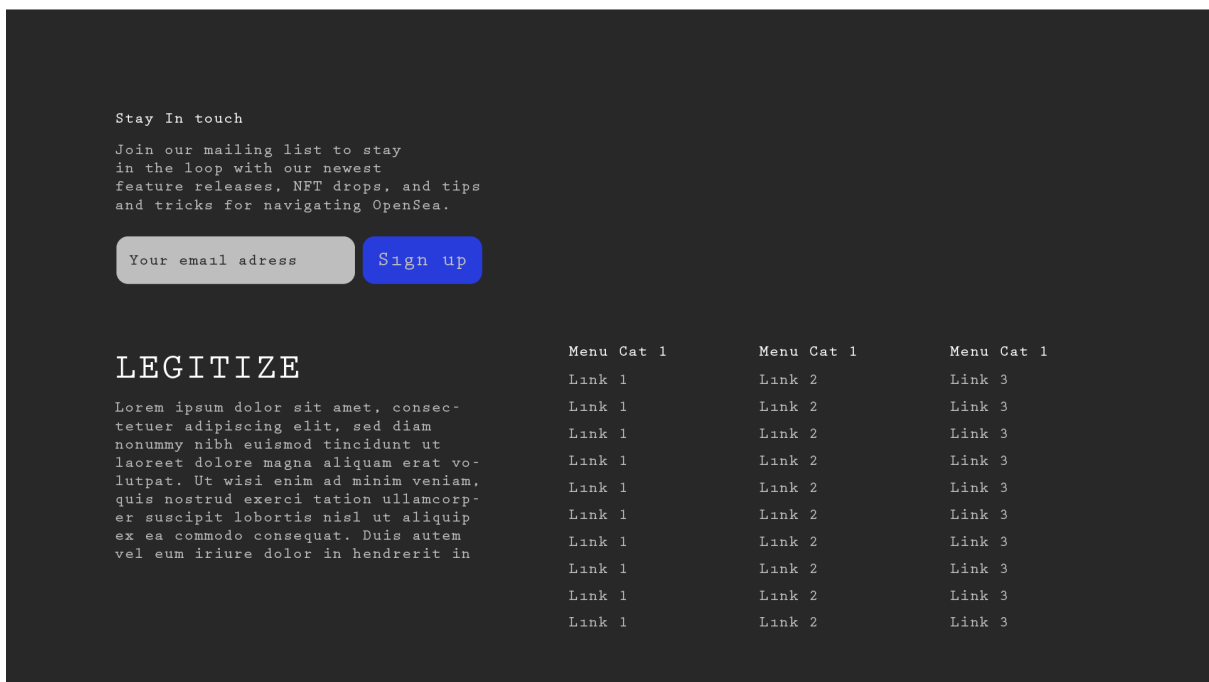 Stay In touch
Join our mailing list to stay
in the loop with our newest
feature releases, NFT drops, and tips
and tricks for navigating OpenSea.
Your email adress
Sign up
LEGITIZE
Lorem ipsum dolor sit amet, consec-
tetuer adipiscing elit, sed diam
nonummy nibh euismod tincidunt ut
laoreet dolore magna aliquam erat vo-
lutpat. Ut wisi enim ad minim veniam,
quis nostrud exerci tation ullamcorp-
er suscipit lobortis nisl ut aliquip
ex ea commodo consequat. Duis autem
vel eum iriure dolor in hendrerit in
Menu Cat 1
Link 1
Link 1
Link 1
Link 1
Link 1
Link 1
Link 1
Link 1
Link 1
Link 1
Menu Cat 1
Link 2
Link 2
Link 2
Link 2
Link 2
Link 2
Link 2
Link 2
Link 2
Link 2
Menu Cat 1
Link 3
Link 3
Link 3
Link 3
Link 3
Link 3
Link 3
Link 3
Link 3
Link 3